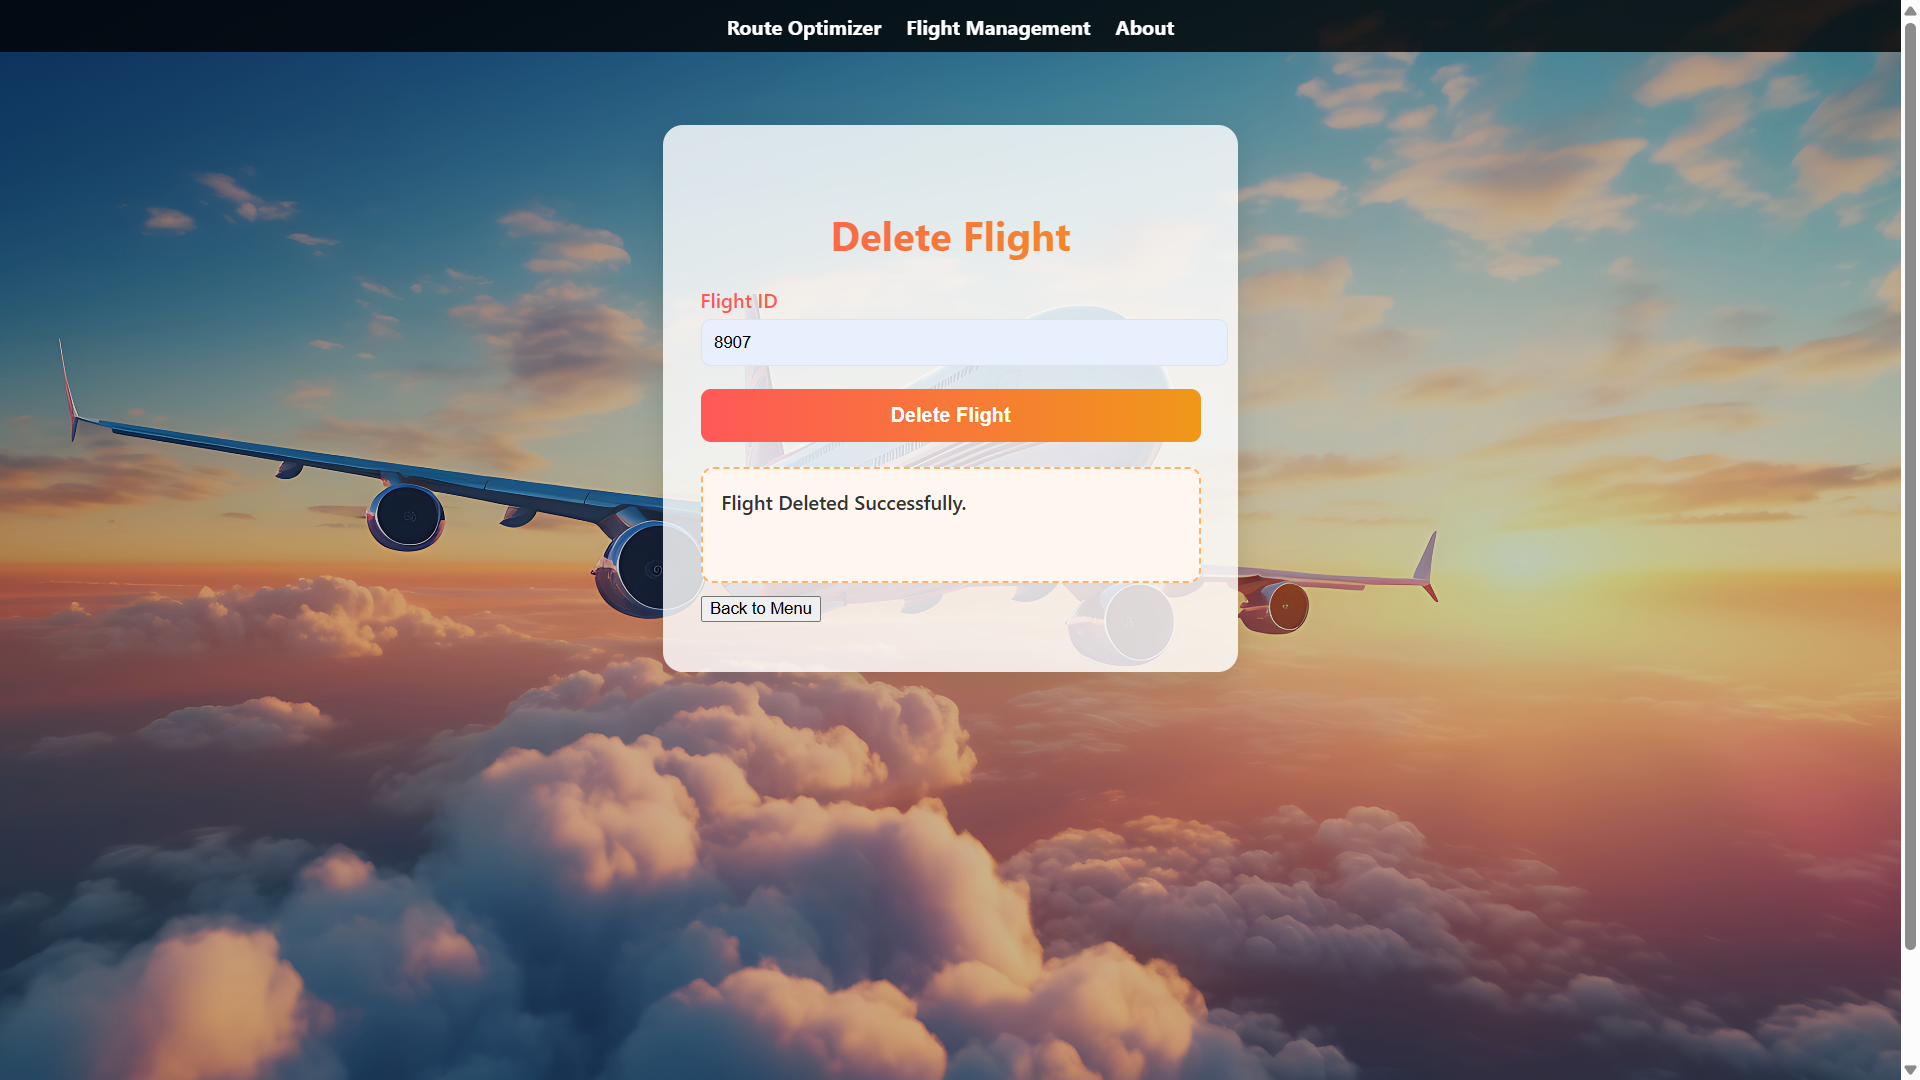 Route Optimizer Flight Management About
Delete Flight
Flight ID
8907
Delete Flight
Flight Deleted Successfully.
Back to Menu